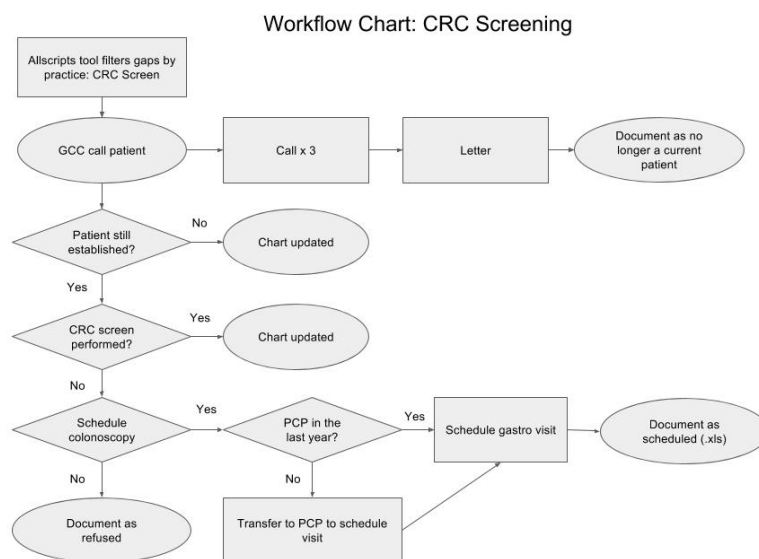 Workflow Chart: CRC Screening
Allscripts tool filters gaps by
practice: CRC Screen
GCC call patient
Call x 3
Letter
Document as no
longer a current
patient
Patient still
established?
No
Chart updated
Yes
CRC screen
performed?
Yes
Chart updated
No
Schedule
colonoscopy
Yes
PCP in the
last year?
Yes
Schedule gastro visit
Document as
scheduled (.xls)
No
No
Document as
refused
Transfer to PCP to schedule
visit